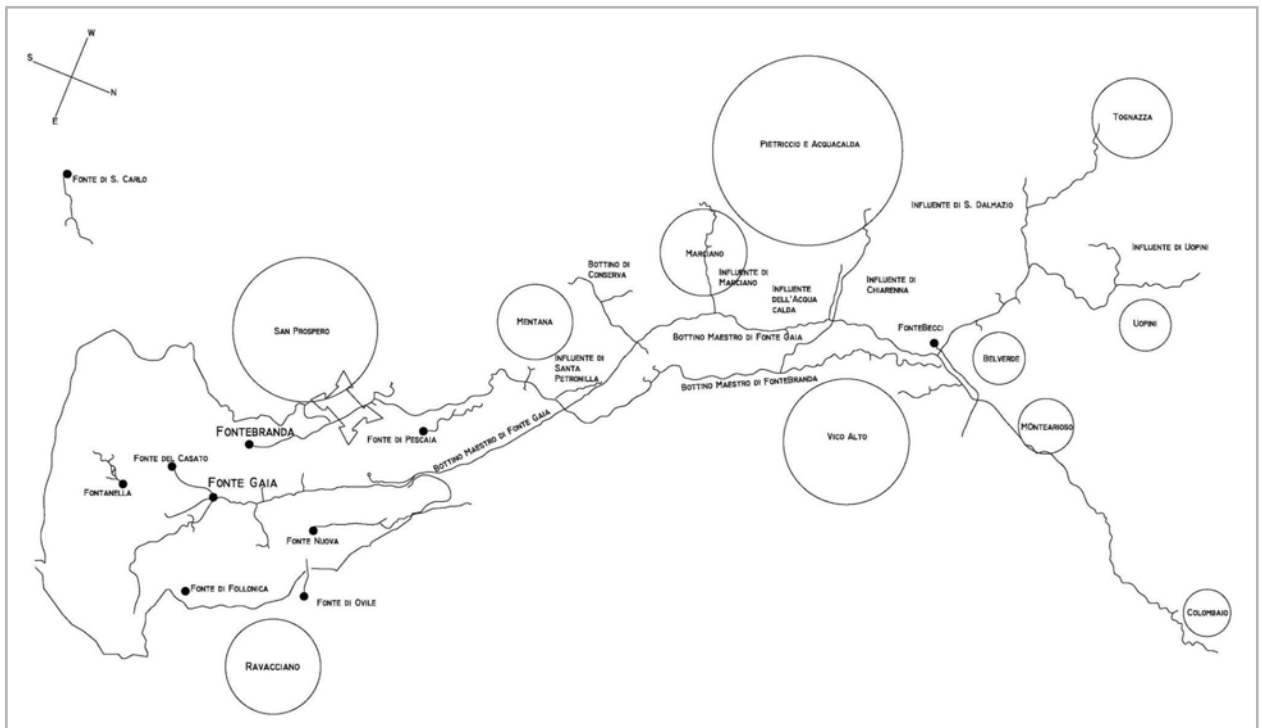 W
S
N
E
Fonte di S. Carlo
Tognazza
Pietriccio e Acquacalda
Influente di S. Dalmazio
Influente di Uopini
Marciano
Bottino di
Conserva
Influente di
Marciano
Influente
dell'Acqua
calda
Influente di
Chiarenna
San Prospero
Mentana
Uopini
FonteBecci
Bottino Maestro di Fonte Gaia
Belverde
Influente di
Santa
Petronilla
Bottino Maestro di FonteBranda
Fontebranda
Fonte di Pescaia
Vico Alto
MOntearioso
Bottino Maestro di Fonte Gaia
Fonte del Casato
Fonte Gaia
Fontanella
Fonte Nuova
Fonte di Follonica
Fonte di Ovile
Colombaio
Ravacciano